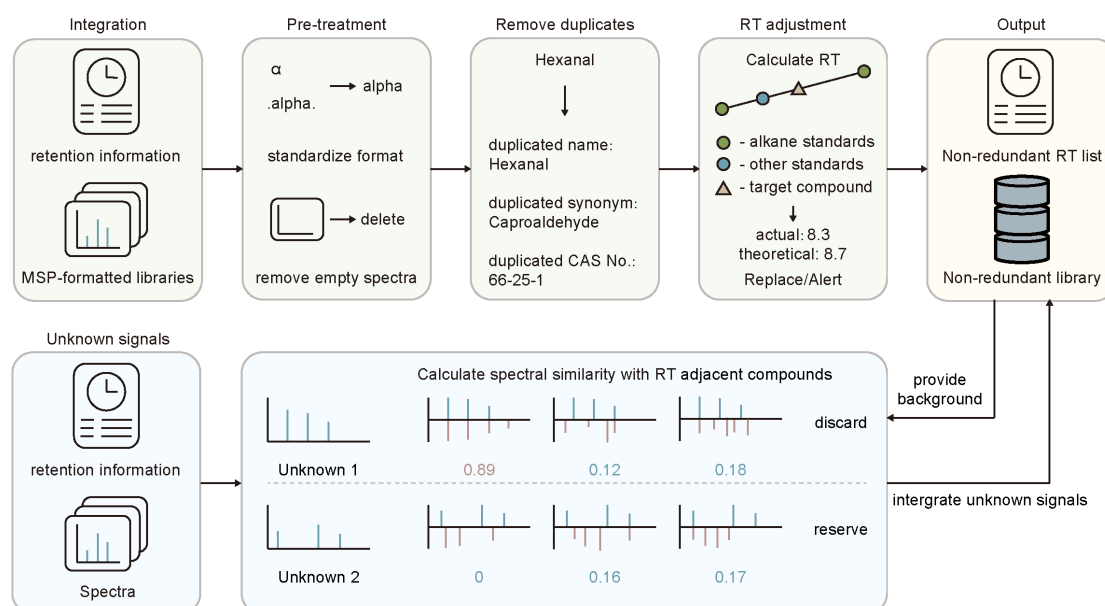 Integration
retention information
MSP-formatted libraries
Pre-treatment
α
.alpha.
alpha
standardize format
delete
remove empty spectra
Remove duplicates
Hexanal
duplicated name:
Hexanal
duplicated synonym:
Caproaldehyde
duplicated CAS No.:
66-25-1
RT adjustment
Calculate RT
- alkane standards
- other standards
- target compound
actual: 8.3
theoretical: 8.7
Replace/Alert
Output
Non-redundant RT list
Non-redundant library
Unknown signals
retention information
Spectra
Calculate spectral similarity with RT adjacent compounds
discard
Unknown 1
0.89
0.12
0.18
reserve
Unknown 2
0
0.16
0.17
provide
background
intergrate unknown signals